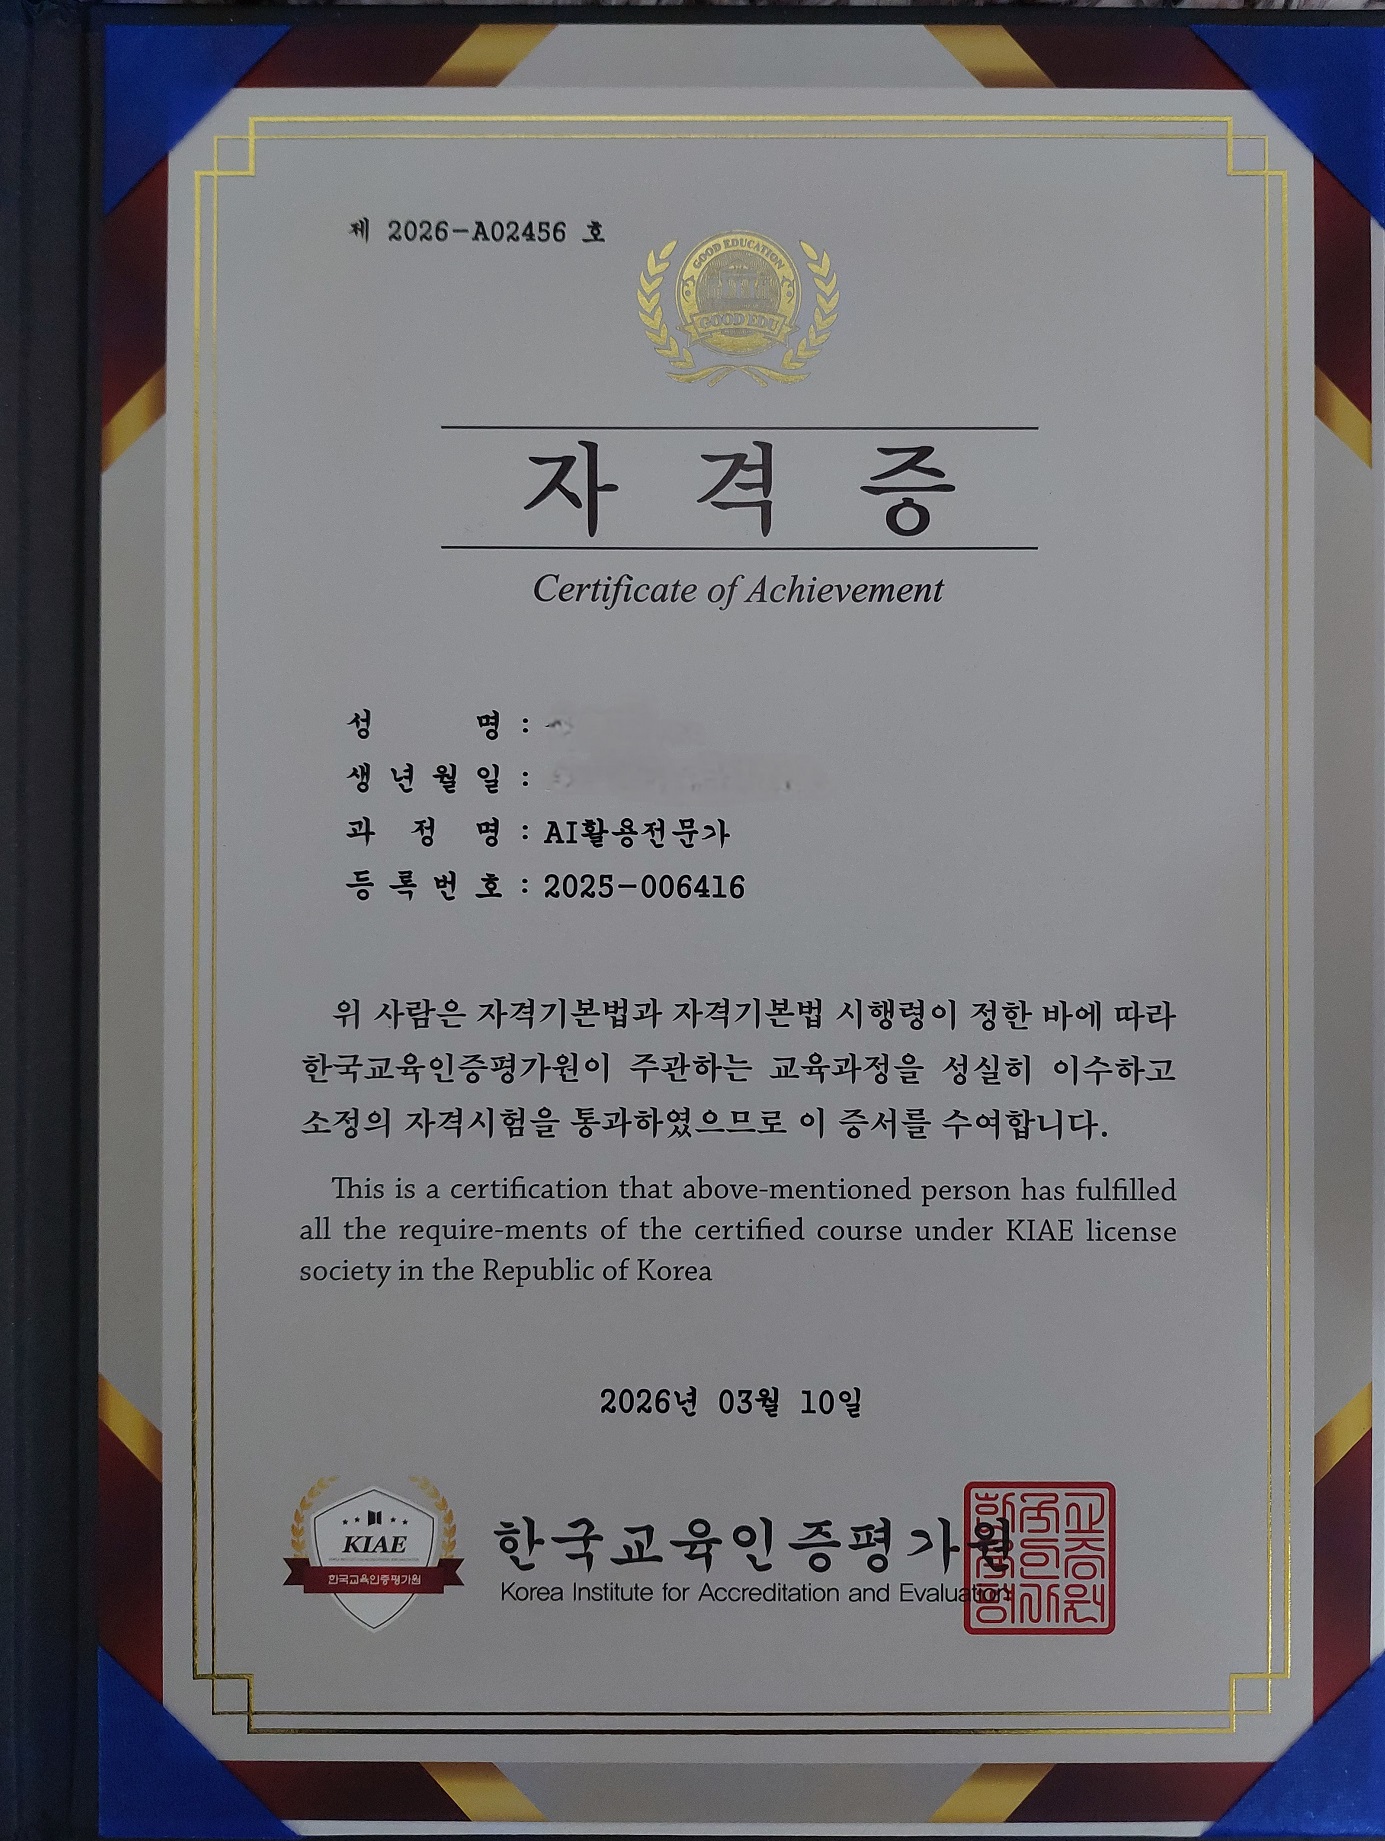 제 2026-A02456 호
GOOD EDUCATION
GOOD EDU
자 격 증
Certificate of Achievement
성 명 :
생 년 월 일 :
과 정 명 : AI활용전문가
등 록 번 호 : 2025-006416
위 사람은 자격기본법과 자격기본법 시행령이 정한 바에 따라
한국교육인증평가원이 주관하는 교육과정을 성실히 이수하고
소정의 자격시험을 통과하였으므로 이 증서를 수여합니다.
This is a certification that above-mentioned person has fulfilled
all the require-ments of the certified course under KIAE license
society in the Republic of Korea
2026년 03월 10일
KIAE
한국교육인증평가원
한국교육인증평가원
Korea Institute for Accreditation and Evaluation